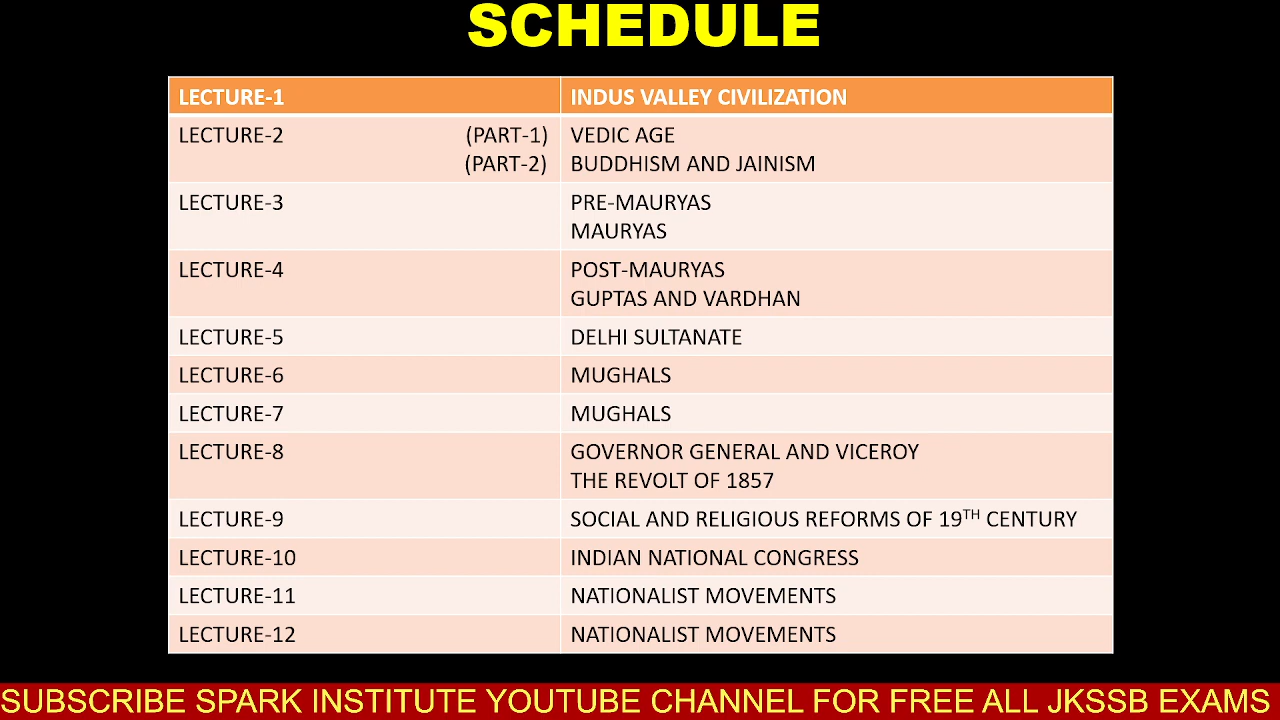 SCHEDULE
LECTURE-1 INDUS VALLEY CIVILIZATION
LECTURE-2 (PART-1) VEDIC AGE
(PART-2) BUDDHISM AND JAINISM
LECTURE-3 PRE-MAURYAS
MAURYAS
LECTURE-4 POST-MAURYAS
GUPTAS AND VARDHAN
LECTURE-5 DELHI SULTANATE
LECTURE-6 MUGHALS
LECTURE-7 MUGHALS
LECTURE-8 GOVERNOR GENERAL AND VICEROY
THE REVOLT OF 1857
LECTURE-9 SOCIAL AND RELIGIOUS REFORMS OF 19TH CENTURY
LECTURE-10 INDIAN NATIONAL CONGRESS
LECTURE-11 NATIONALIST MOVEMENTS
LECTURE-12 NATIONALIST MOVEMENTS
SUBSCRIBE SPARK INSTITUTE YOUTUBE CHANNEL FOR FREE ALL JKSSB EXAMS